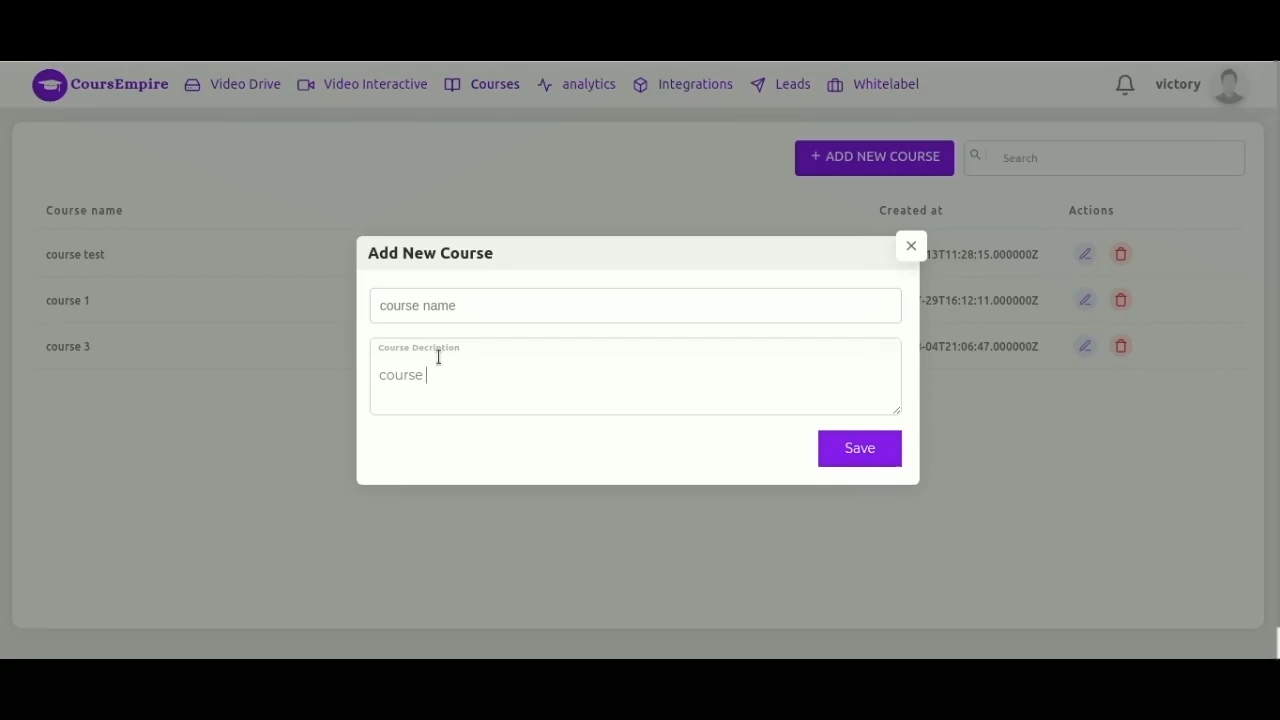 CoursEmpire Video Drive Video Interactive Courses analytics Integrations Leads Whitelabel victory
+ ADD NEW COURSE Search
Course name Created at Actions
Add New Course
course test 13T11:28:15.000000Z
course 1 -29T16:12:11.000000Z
course name
course 3 -04T21:06:47.000000Z
Course Decription
course
Save